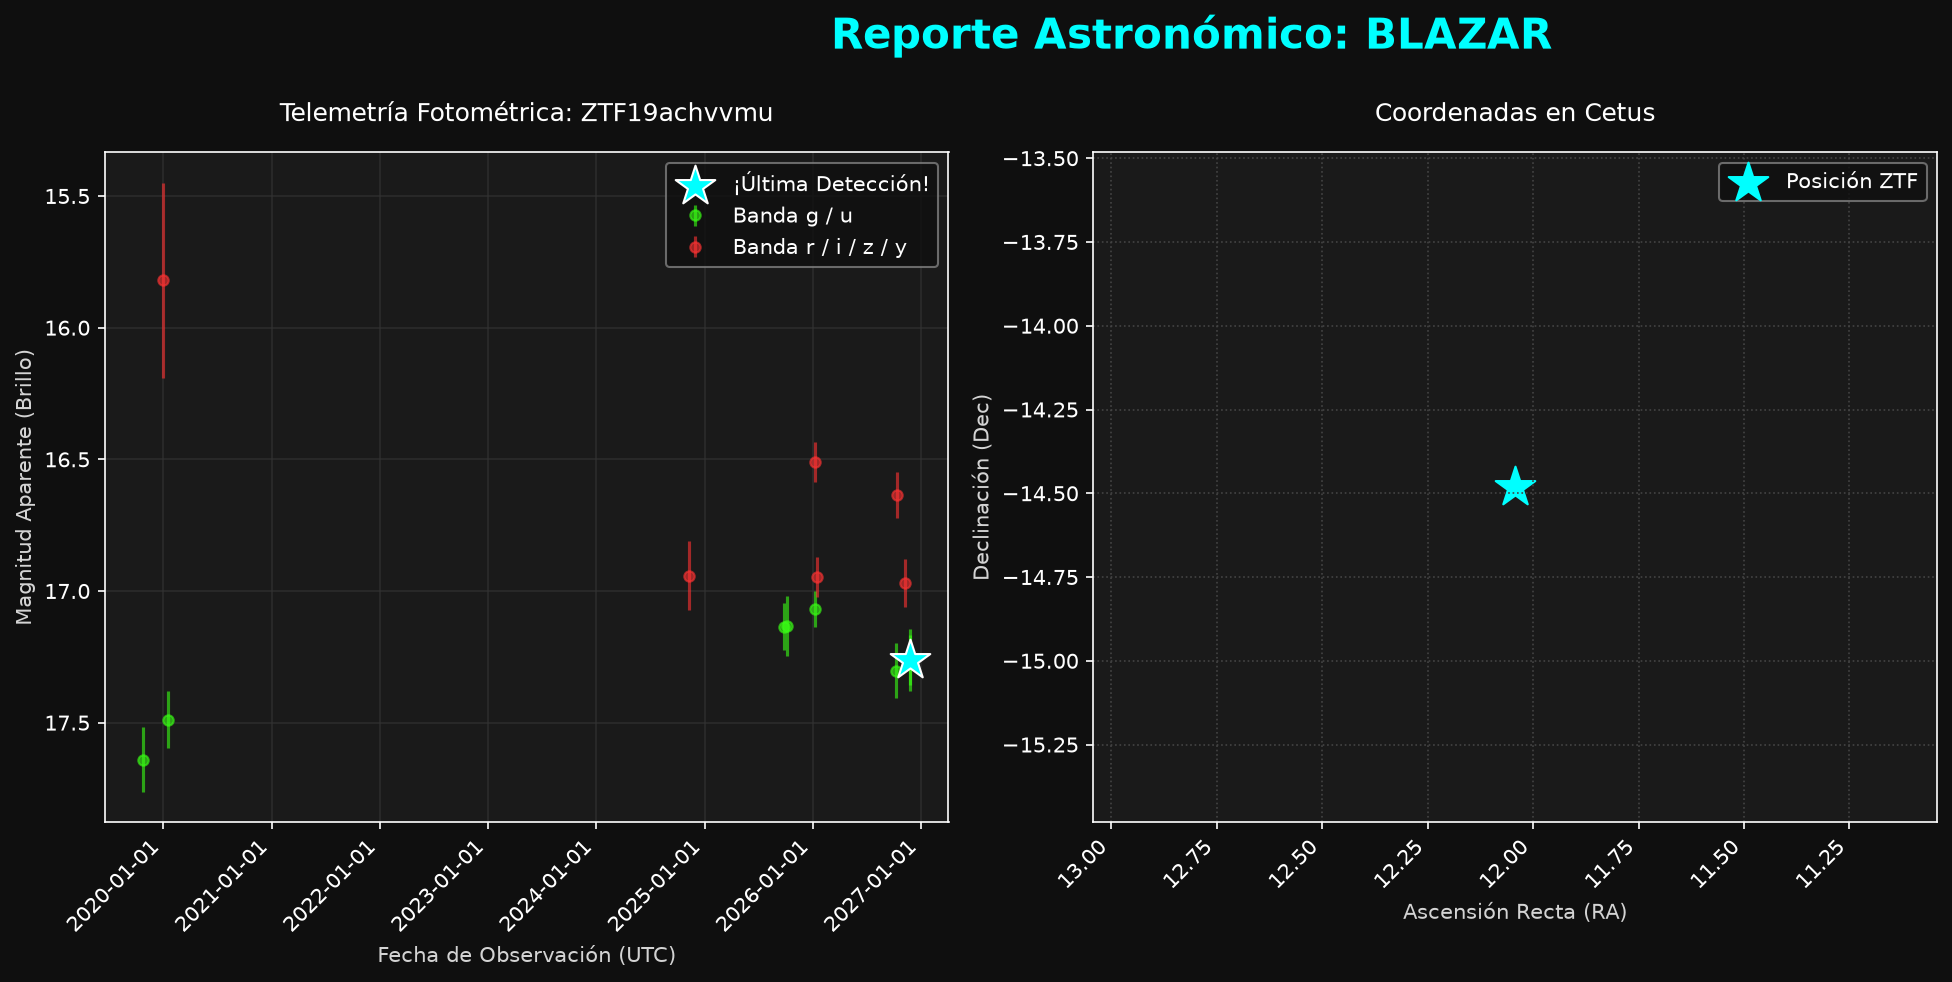 Reporte Astronómico: BLAZAR
Telemetría Fotométrica: ZTF19achvvmu
Magnitud Aparente (Brillo)
15.5
16.0
16.5
17.0
17.5
¡Última Detección!
Banda g / u
Banda r / i / z / y
2020-01-01
2021-01-01
2022-01-01
2023-01-01
2024-01-01
2025-01-01
2026-01-01
2027-01-01
Fecha de Observación (UTC)
Coordenadas en Cetus
Declinación (Dec)
−13.50
−13.75
−14.00
−14.25
−14.50
−14.75
−15.00
−15.25
Posición ZTF
13.00
12.75
12.50
12.25
12.00
11.75
11.50
11.25
Ascensión Recta (RA)